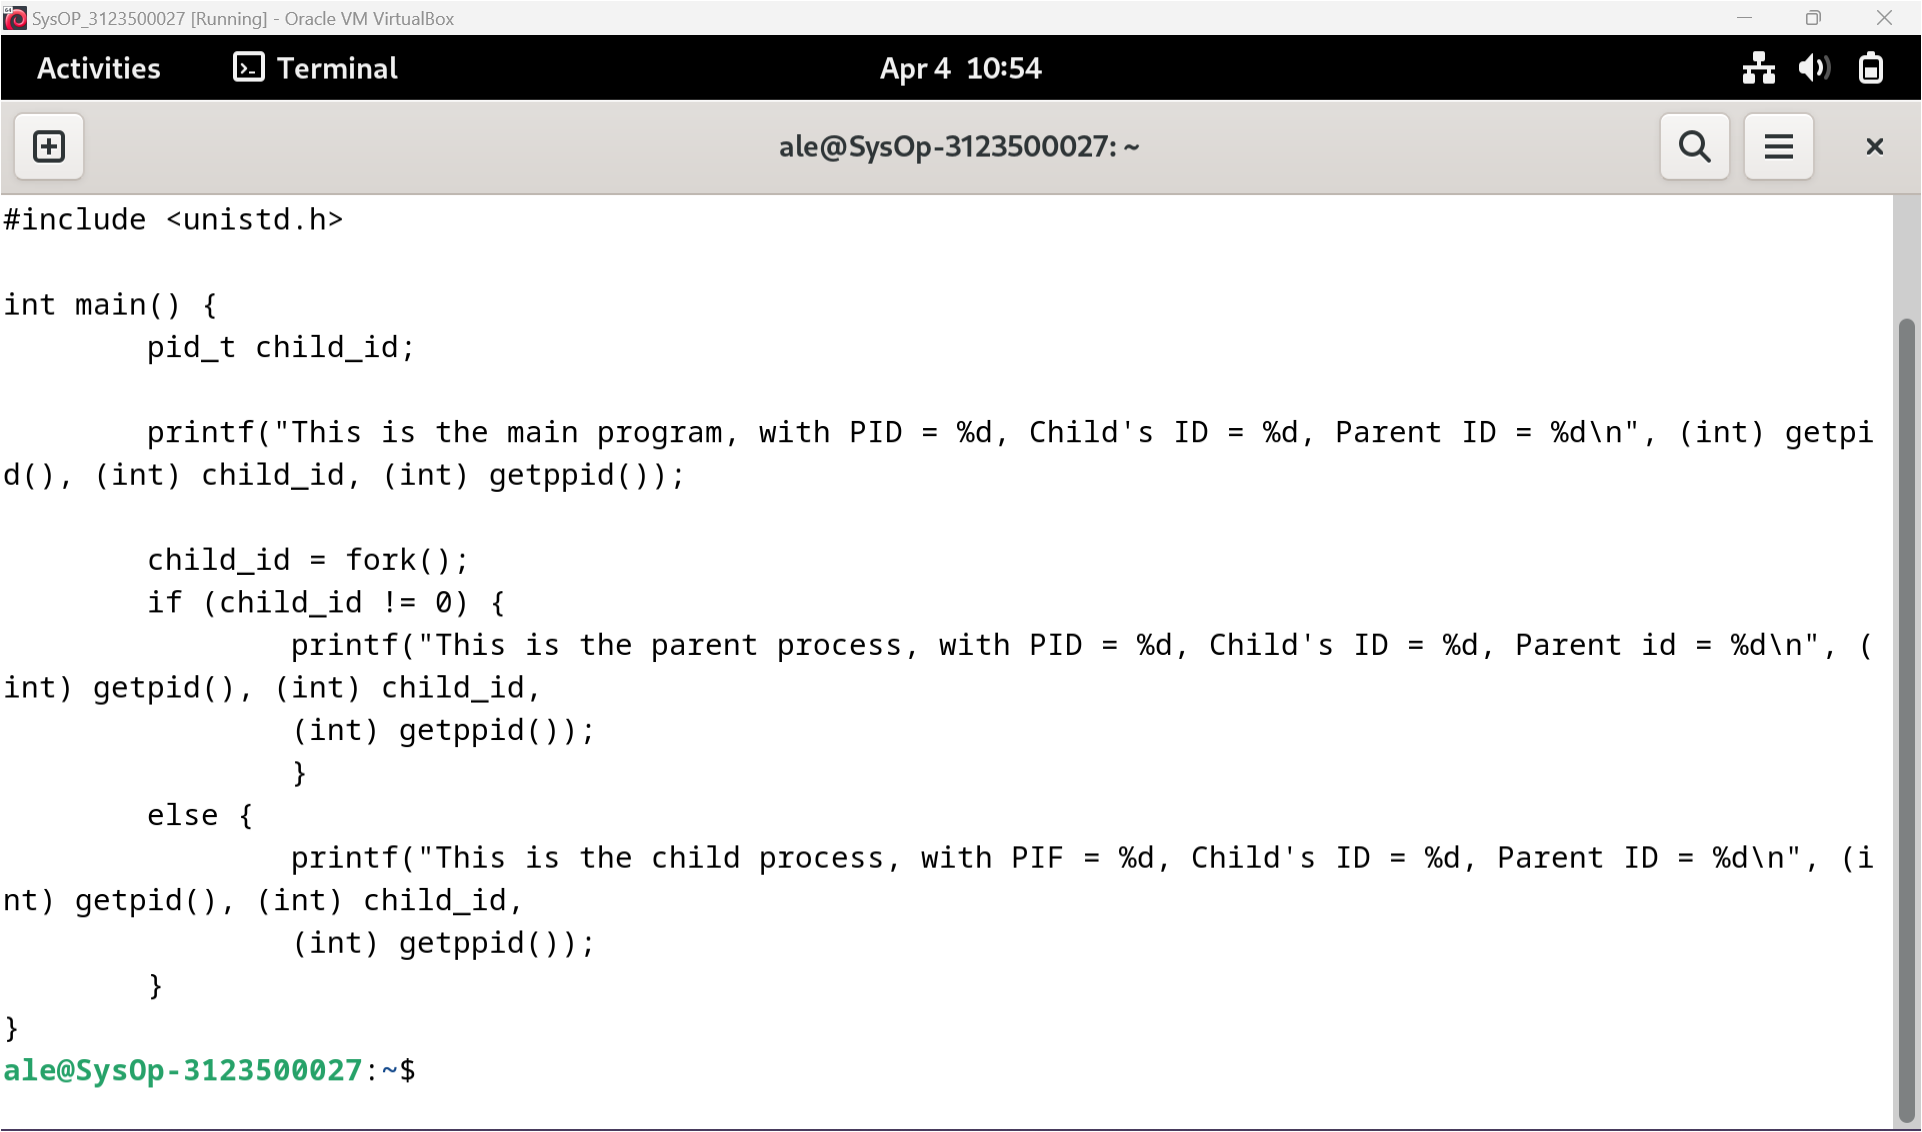 64
SysOP_3123500027 [Running] - Oracle VM VirtualBox
Activities Terminal Apr 4 10:54
ale@SysOp-3123500027: ~
#include <unistd.h>
int main() {
        pid_t child_id;
        printf("This is the main program, with PID = %d, Child's ID = %d, Parent ID = %d\n", (int) getpi
d(), (int) child_id, (int) getppid());
        child_id = fork();
        if (child_id != 0) {
                printf("This is the parent process, with PID = %d, Child's ID = %d, Parent id = %d\n", (
int) getpid(), (int) child_id,
                (int) getppid());
                }
        else {
                printf("This is the child process, with PIF = %d, Child's ID = %d, Parent ID = %d\n", (i
nt) getpid(), (int) child_id,
                (int) getppid());
        }
}
ale@SysOp-3123500027:~$